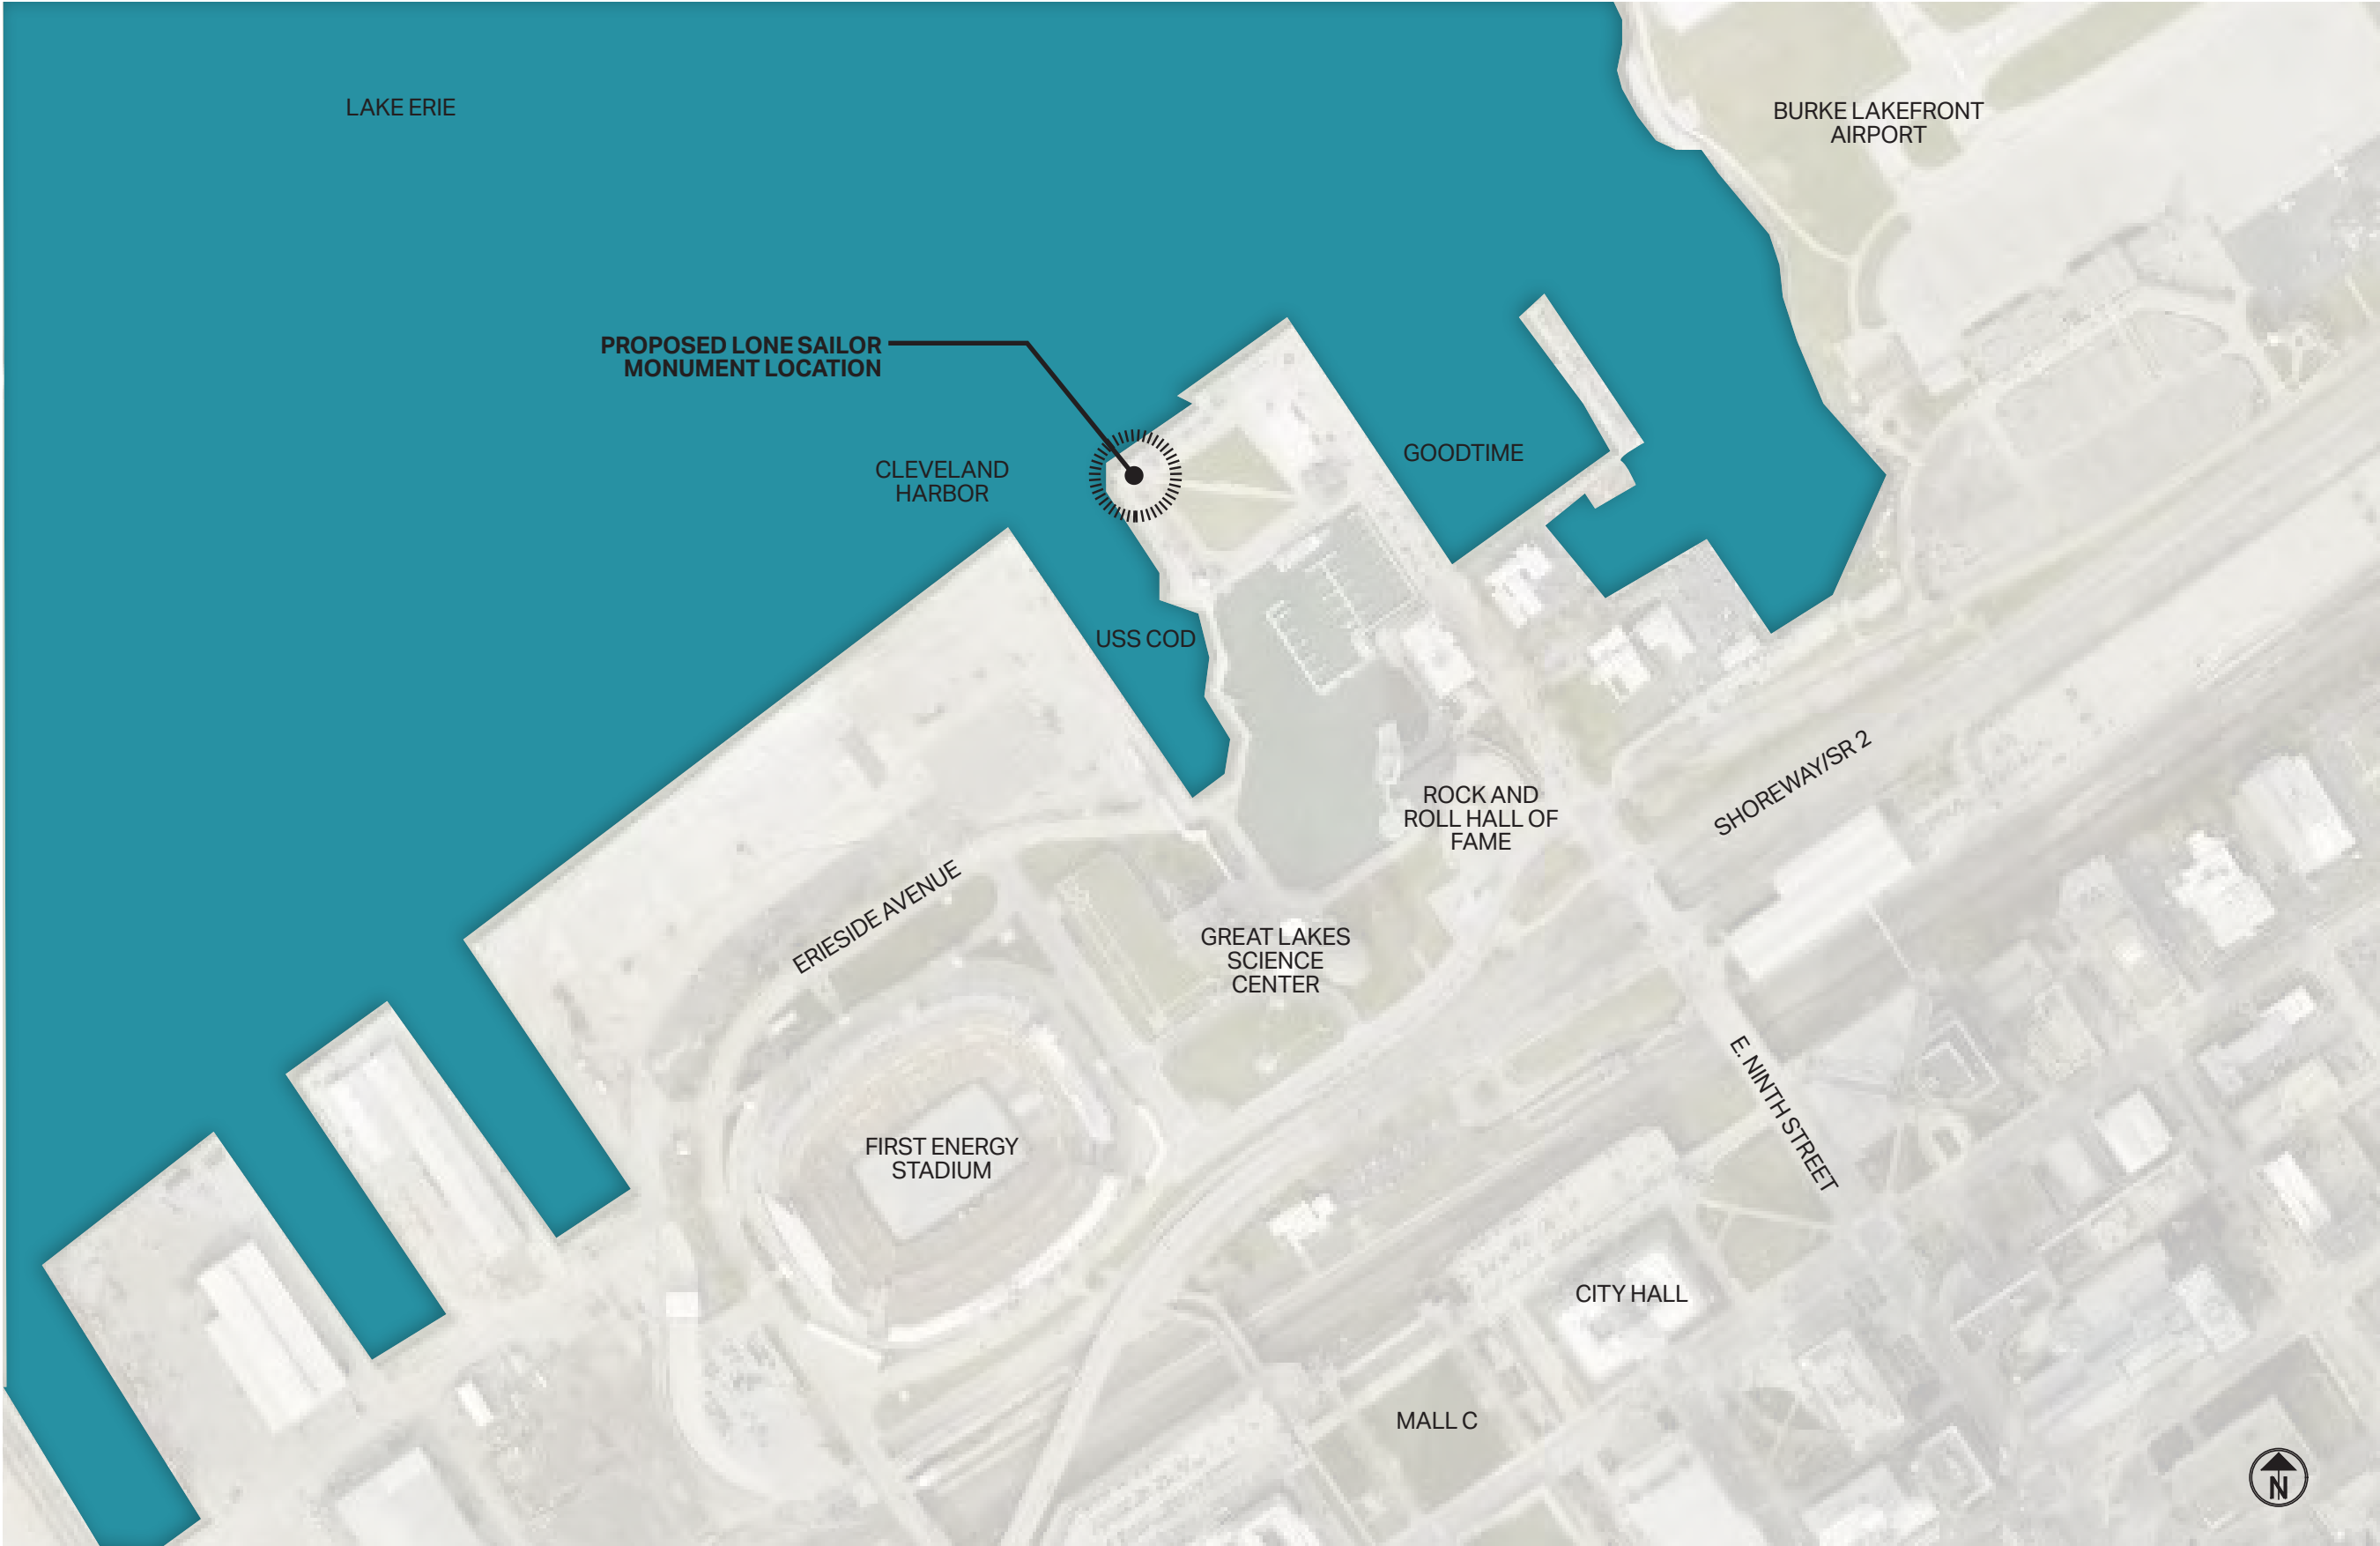 LAKE ERIE
BURKE LAKEFRONT
AIRPORT
PROPOSED LONE SAILOR
MONUMENT LOCATION
CLEVELAND
HARBOR
GOODTIME
USS COD
ROCK AND
ROLL HALL OF
FAME
SHOREWAY/SR 2
ERIESIDE AVENUE
GREAT LAKES
SCIENCE
CENTER
E. NINTH STREET
FIRST ENERGY
STADIUM
CITY HALL
MALL C
N